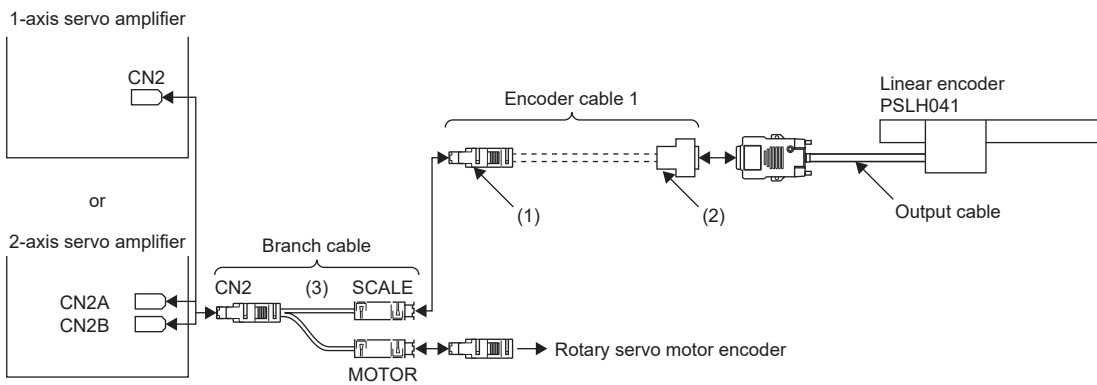 1-axis servo amplifier
CN2
Encoder cable 1
Linear encoder
PSLH041
(1)
(2)
Output cable
or
2-axis servo amplifier
Branch cable
CN2
(3)
SCALE
CN2A
CN2B
Rotary servo motor encoder
MOTOR